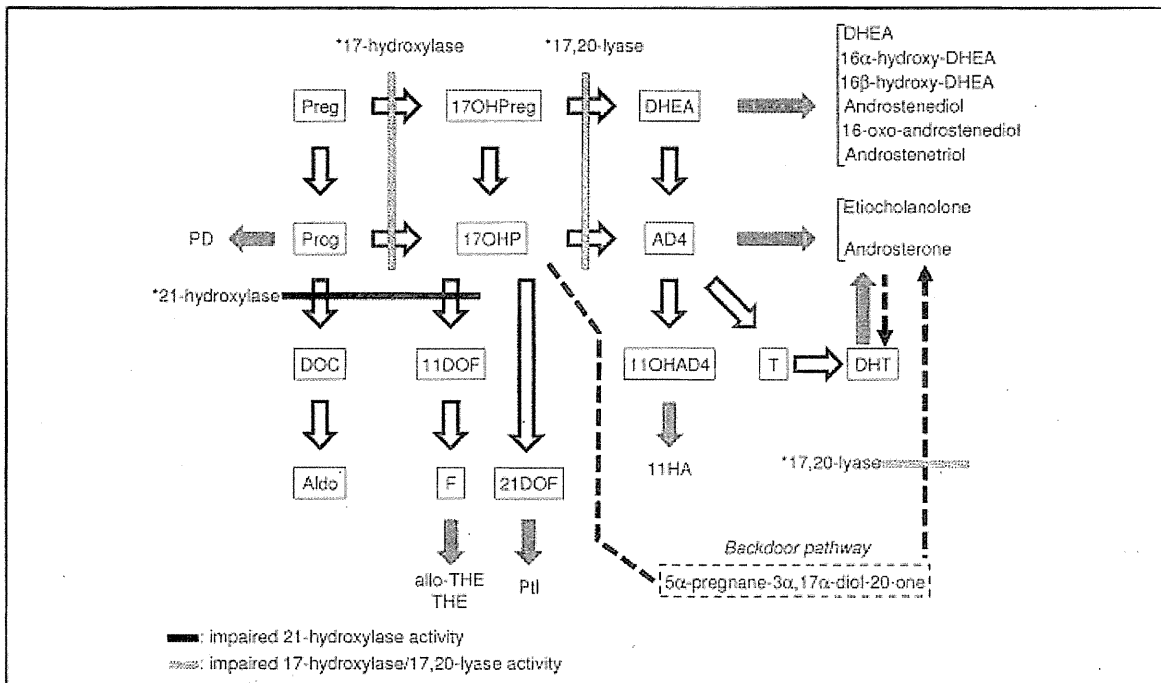 *17-hydroxylase
*17,20-lyase
DHEA
16α-hydroxy-DHEA
16β-hydroxy-DHEA
Androstenediol
16-oxo-androstenediol
Androstenetriol
Preg
17OHPreg
DHEA
Etiocholanolone
Androsterone
PD
Prog
17OHP
AD4
*21-hydroxylase
DOC
11DOF
11OHAD4
T
DHT
*17,20-lyase
Aldo
F
21DOF
11HA
Backdoor pathway
allo-THE
THE
Ptl
5α-pregnane-3α,17α-diol-20-one
: impaired 21-hydroxylase activity
: impaired 17-hydroxylase/17,20-lyase activity